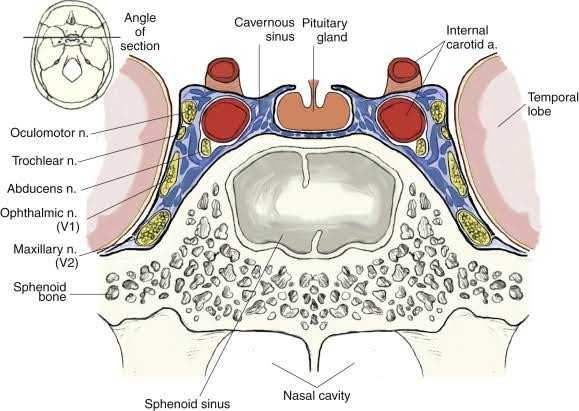 Angle of
section
Cavernous
sinus
Pituitary
gland
Internal
carotid a.
Temporal
lobe
Oculomotor n.
Trochlear n.
Abducens n.
Ophthalmic n.
(V1)
Maxillary n.
(V2)
Sphenoid
bone
Sphenoid sinus
Nasal cavity